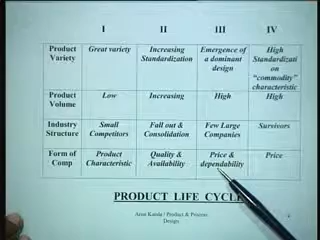 I II III IV
Product Variety Great variety Increasing Standardization Emergence of a dominant design High Standardizati on “commodity” characteristic
Product Volume Low Increasing High High
Industry Structure Small Competitors Fall out & Consolidation Few Large Companies Survivors
Form of Comp Product Characteristic Quality & Availability Price & dependability Price
PRODUCT LIFE CYCLE
/ Product & Process
Design